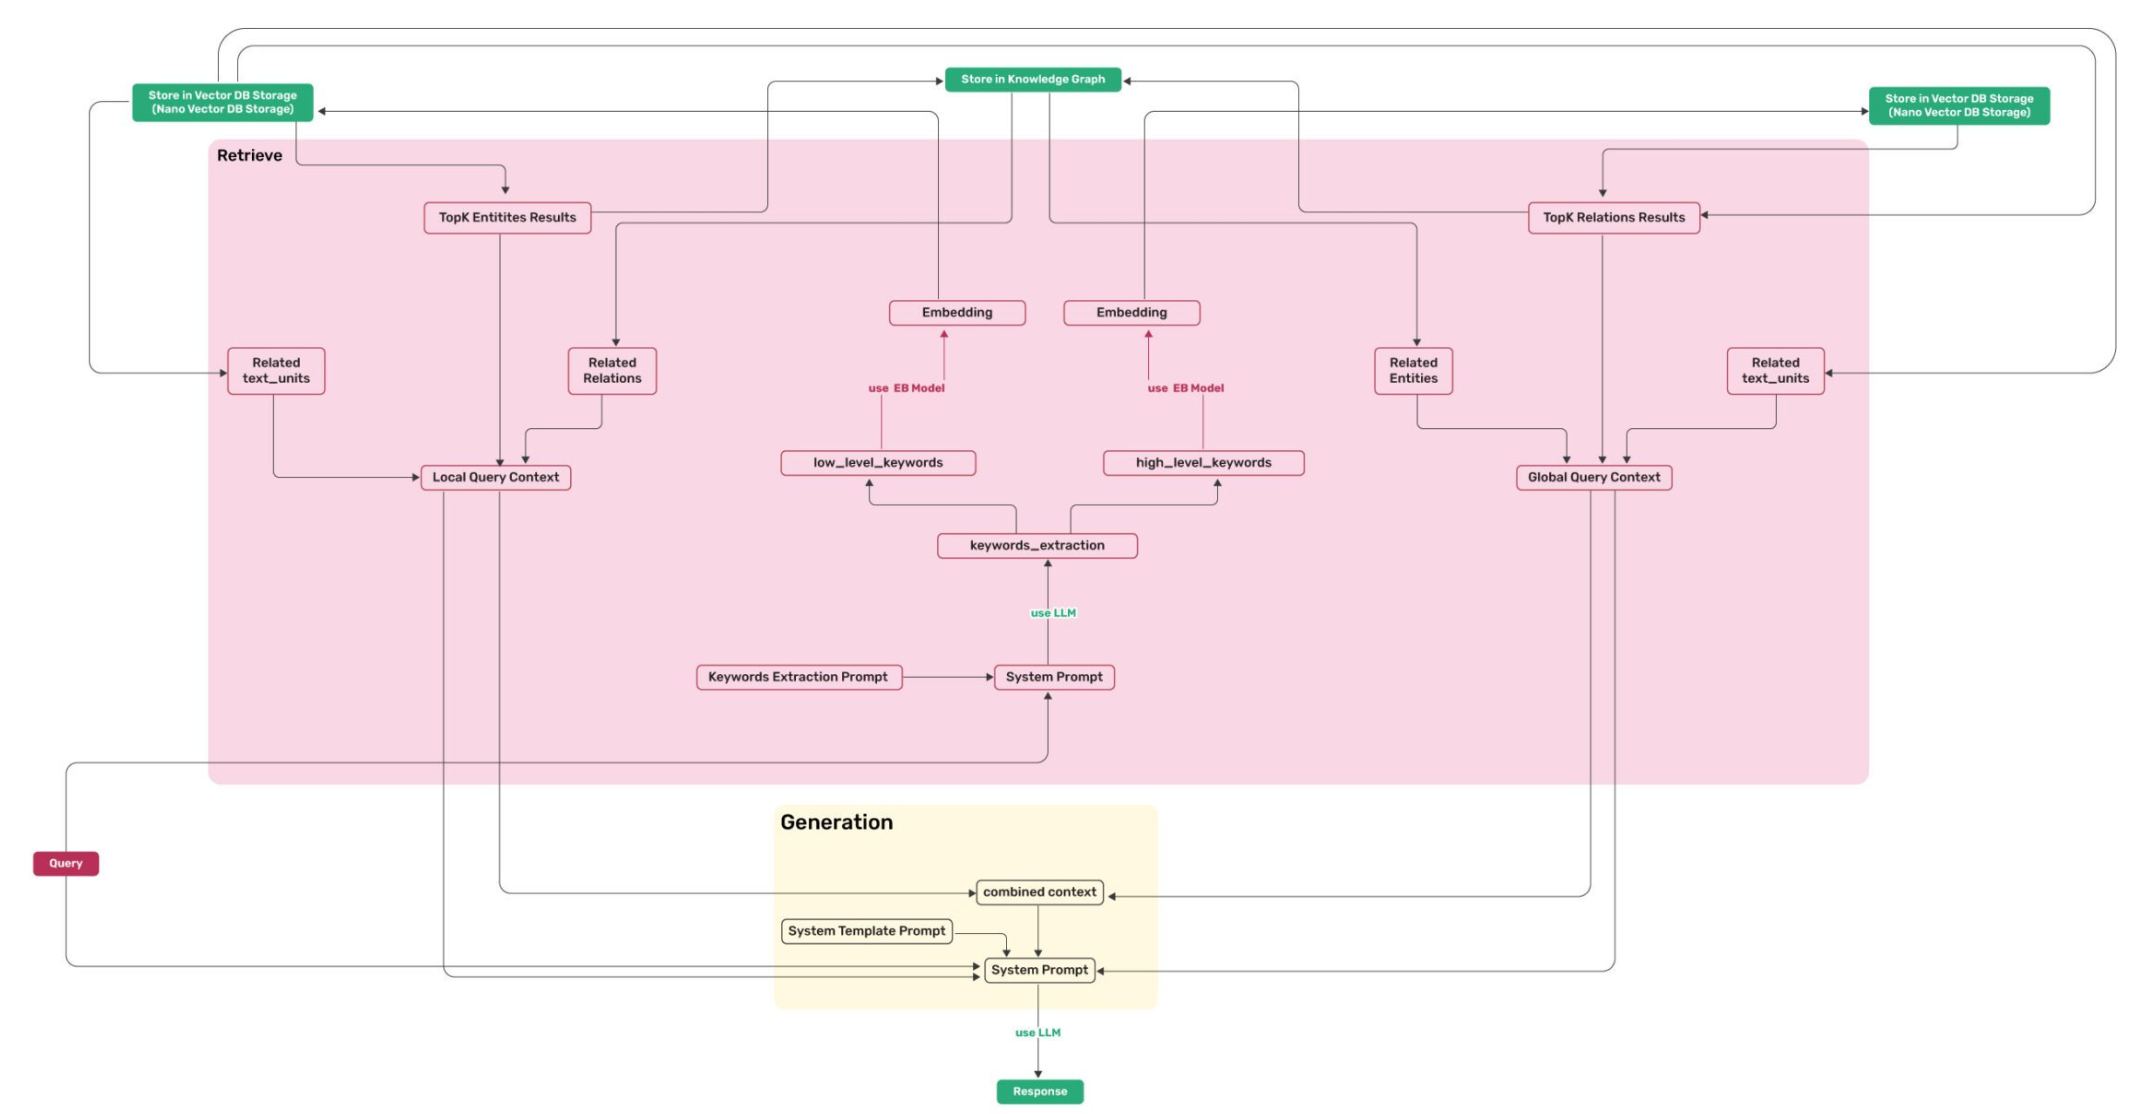 Store in Knowledge Graph
Store in Vector DB Storage
(Nano Vector DB Storage)
Store in Vector DB Storage
(Nano Vector DB Storage)
Retrieve
TopK Entitites Results
TopK Relations Results
Embedding
Embedding
Related
text_units
Related
Relations
Related
Entities
Related
text_units
use EB Model
use EB Model
low_level_keywords
high_level_keywords
Local Query Context
Global Query Context
keywords_extraction
use LLM
Keywords Extraction Prompt
System Prompt
Generation
Query
combined context
System Template Prompt
System Prompt
use LLM
Response